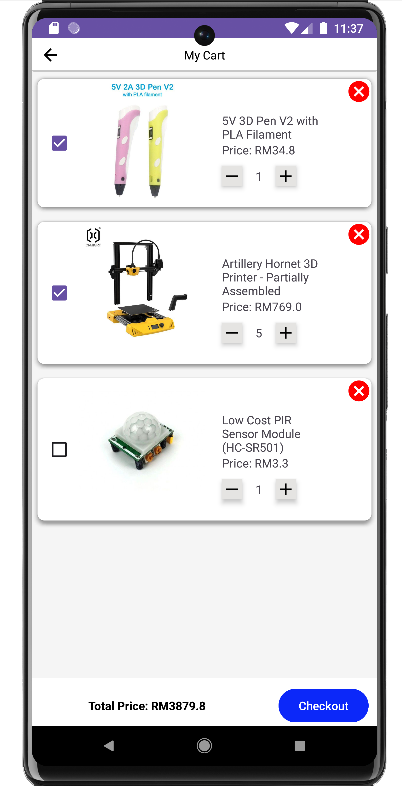 11:37
My Cart
5V 2A 3D Pen V2
with PLA filament
5V 3D Pen V2 with
PLA Filament
Price: RM34.8
1
Artillery Hornet 3D
Printer - Partially
Assembled
Price: RM769.0
5
Low Cost PIR
Sensor Module
(HC-SR501)
Price: RM3.3
1
Total Price: RM3879.8
Checkout